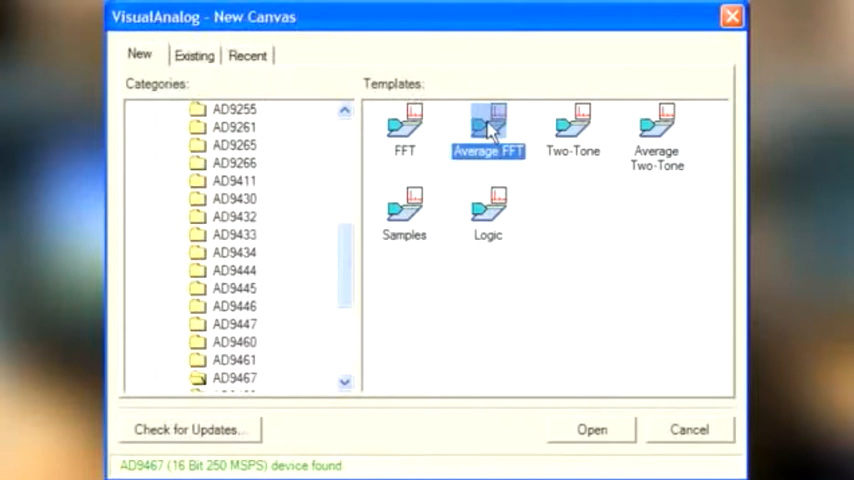 VisualAnalog - New Canvas
New Existing Recent
Categories: Templates:
AD9255
AD9261
AD9265
AD9266
AD9411
AD9430
AD9432
AD9433
AD9434
AD9444
AD9445
AD9446
AD9447
AD9460
AD9461
AD9467
FFT
Average FFT
Two-Tone
Average
Two-Tone
Samples
Logic
Check for Updates...
Open
Cancel
AD9467 (16 Bit 250 MSPS) device found